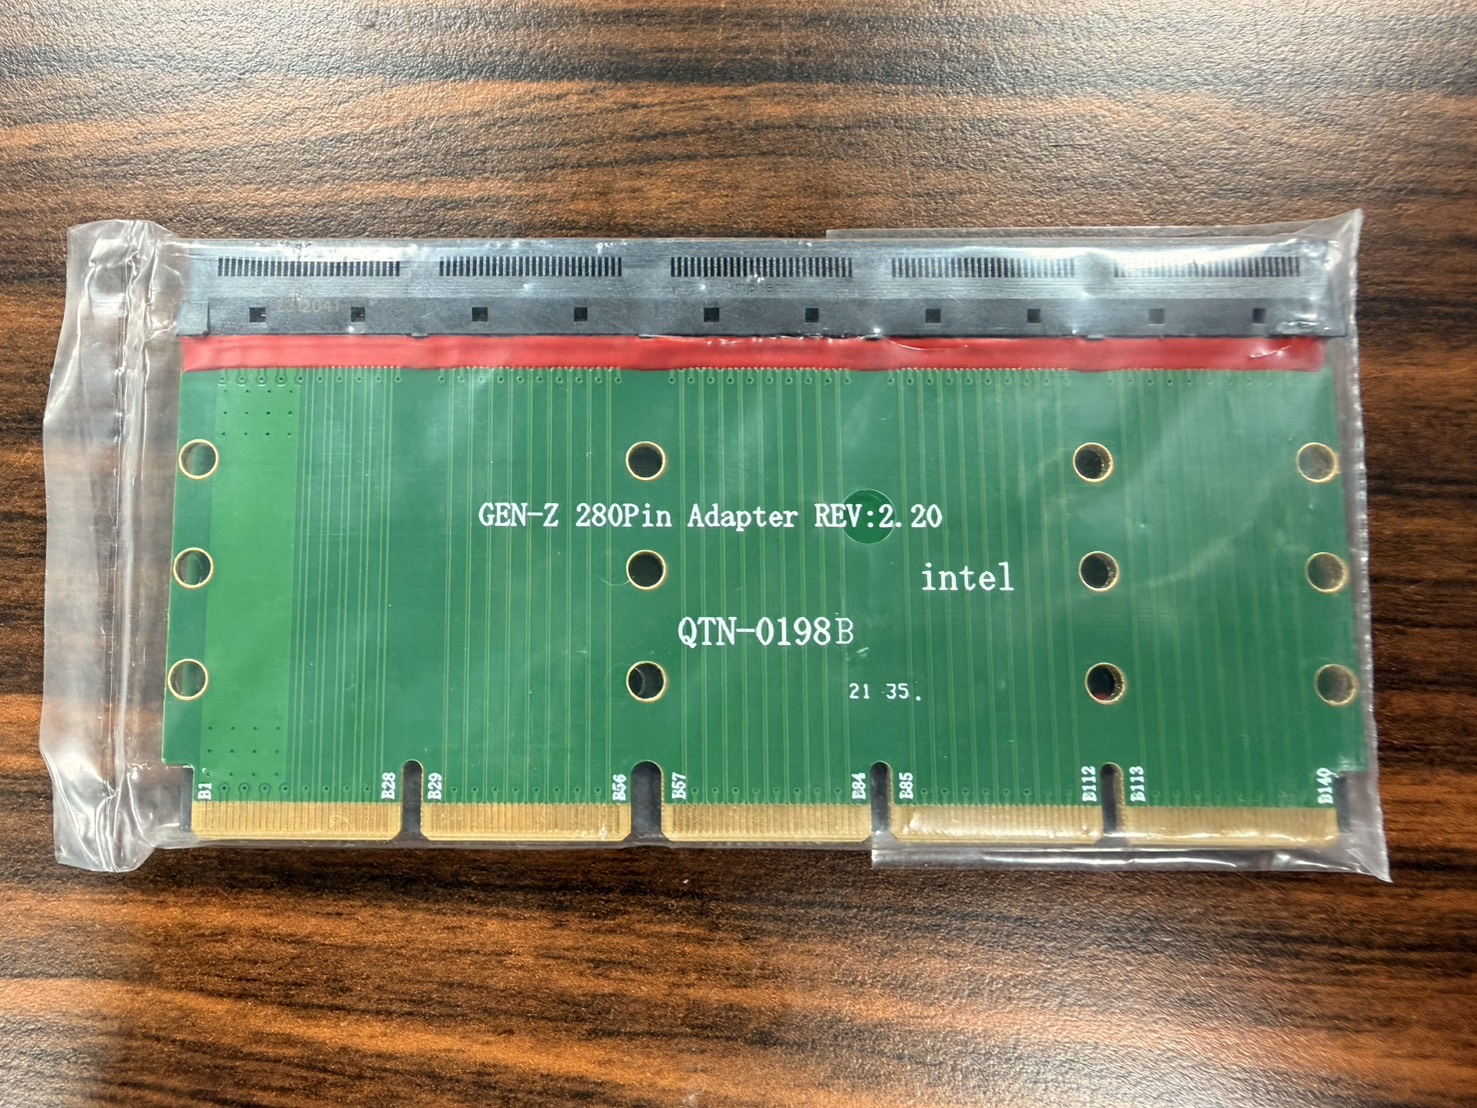 GEN-Z 280Pin Adapter REV:2.20
intel
QTN-0198B
21 35.
B1
B28
B29
B56
B57
B84
B85
B112
B113
B140